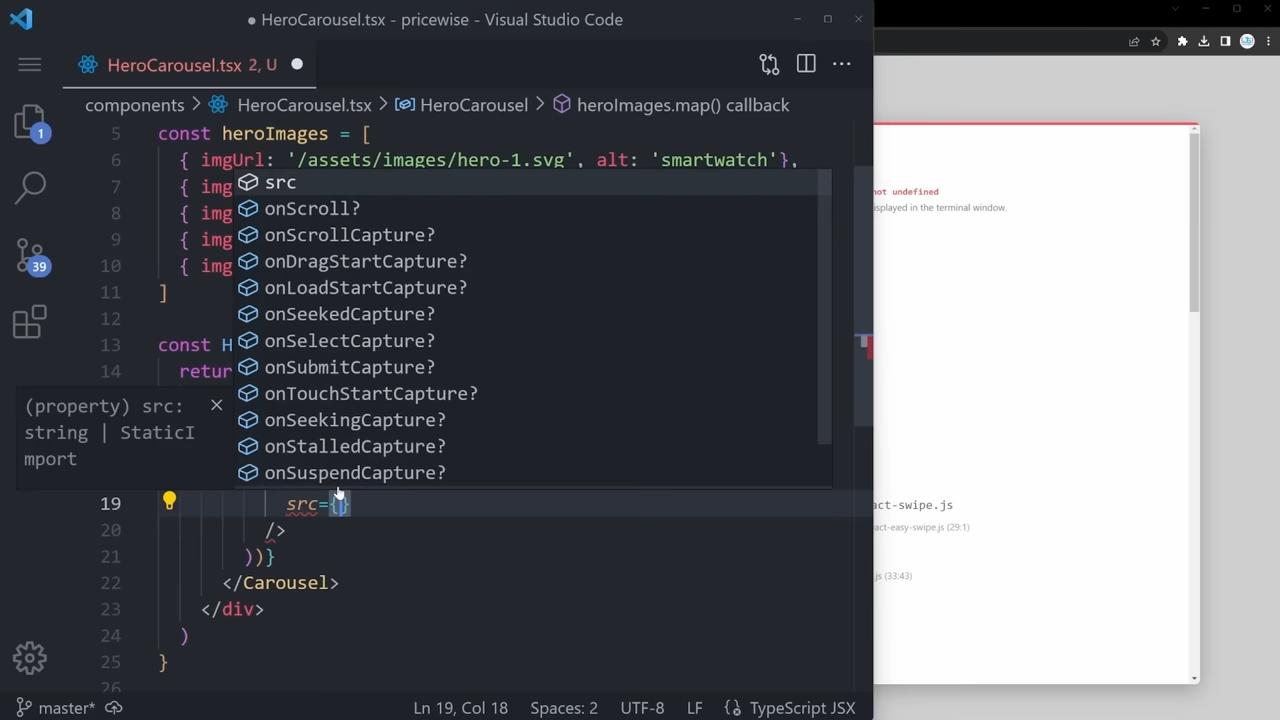 ● HeroCarousel.tsx - pricewise - Visual Studio Code
HeroCarousel.tsx 2, U
components > HeroCarousel.tsx > HeroCarousel > heroImages.map() callback
5 const heroImages = [
6 { imgUrl: '/assets/images/hero-1.svg', alt: 'smartwatch'},
7 { img
8 { img
9 { img
10 { img
11 ]
12
13 const H
14 retur
src
onScroll?
onScrollCapture?
onDragStartCapture?
onLoadStartCapture?
onSeekedCapture?
onSelectCapture?
onSubmitCapture?
onTouchStartCapture?
onSeekingCapture?
onStalledCapture?
onSuspendCapture?
(property) src:
string | StaticI
mport
19 src={}
20 />
21 ))}
22 </Carousel>
23 </div>
24 )
25 }
26
1
39
master*
Ln 19, Col 18
Spaces: 2
UTF-8
LF
TypeScript JSX
not undefined
isplayed in the terminal window.
act-swipe.js
act-easy-swipe.js (29:1)
.js (33:43)